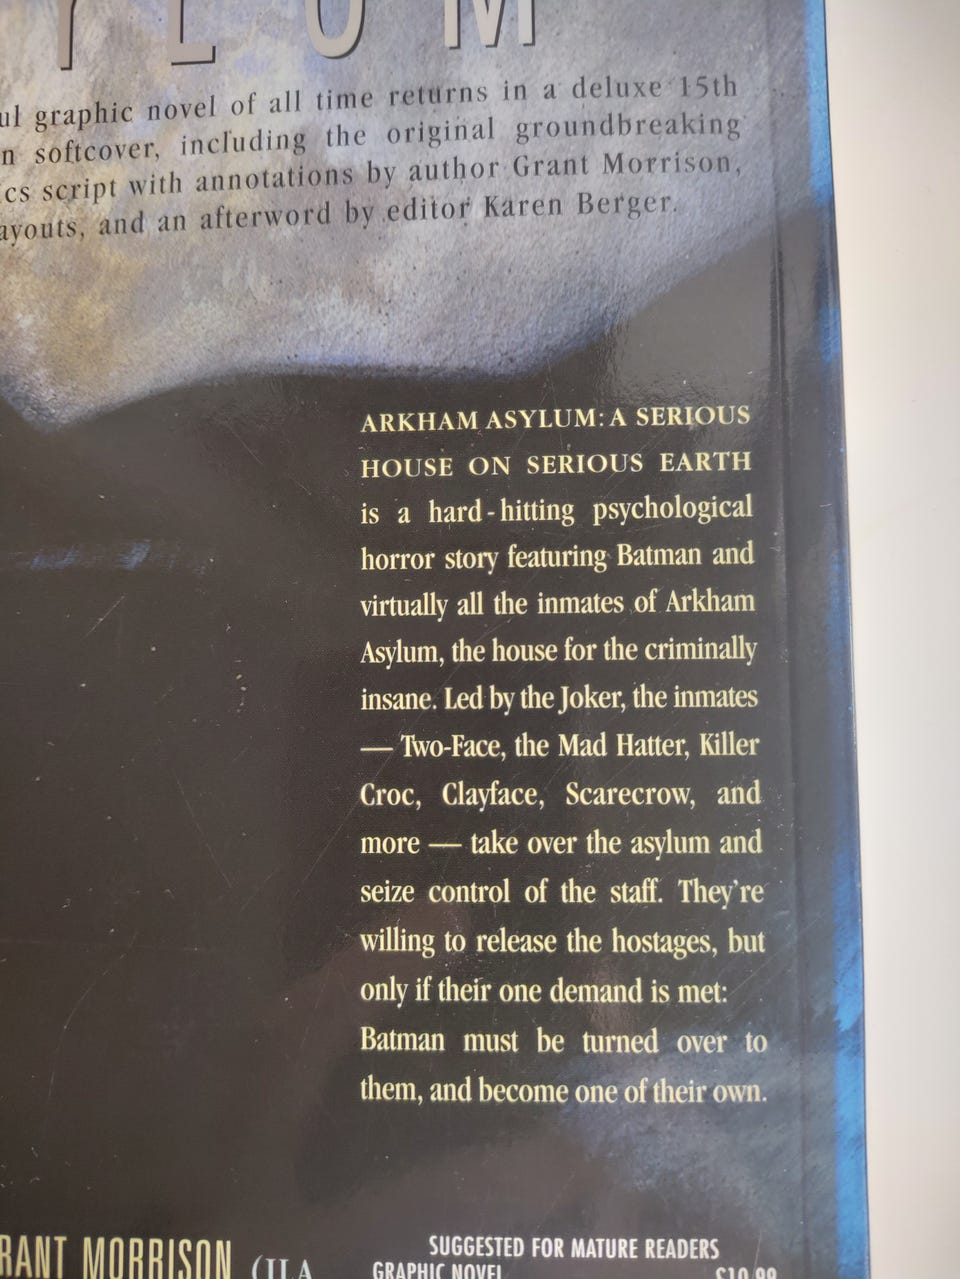 YLUM
graphic novel of all time returns in a deluxe 15th
softcover, including the original groundbreaking
cs script with annotations by author Grant Morrison,
ayouts, and an afterword by editor Karen Berger.
ARKHAM ASYLUM: A SERIOUS
HOUSE ON SERIOUS EARTH
is a hard-hitting psychological
horror story featuring Batman and
virtually all the inmates of Arkham
Asylum, the house for the criminally
insane. Led by the Joker, the inmates
— Two-Face, the Mad Hatter, Killer
Croc, Clayface, Scarecrow, and
more — take over the asylum and
seize control of the staff. They're
willing to release the hostages, but
only if their one demand is met:
Batman must be turned over to
them, and become one of their own.
RANT MORRISON (JLA
SUGGESTED FOR MATURE READERS
GRAPHIC NOVEL